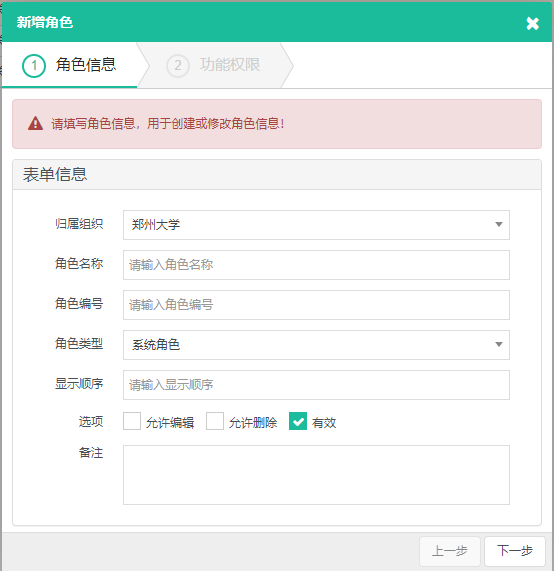 新增角色
1 角色信息 2 功能权限
请填写角色信息，用于创建或修改角色信息！
表单信息
归属组织 郑州大学
角色名称 请输入角色名称
角色编号 请输入角色编号
角色类型 系统角色
显示顺序 请输入显示顺序
选项 允许编辑 允许删除 有效
备注
上一步 下一步